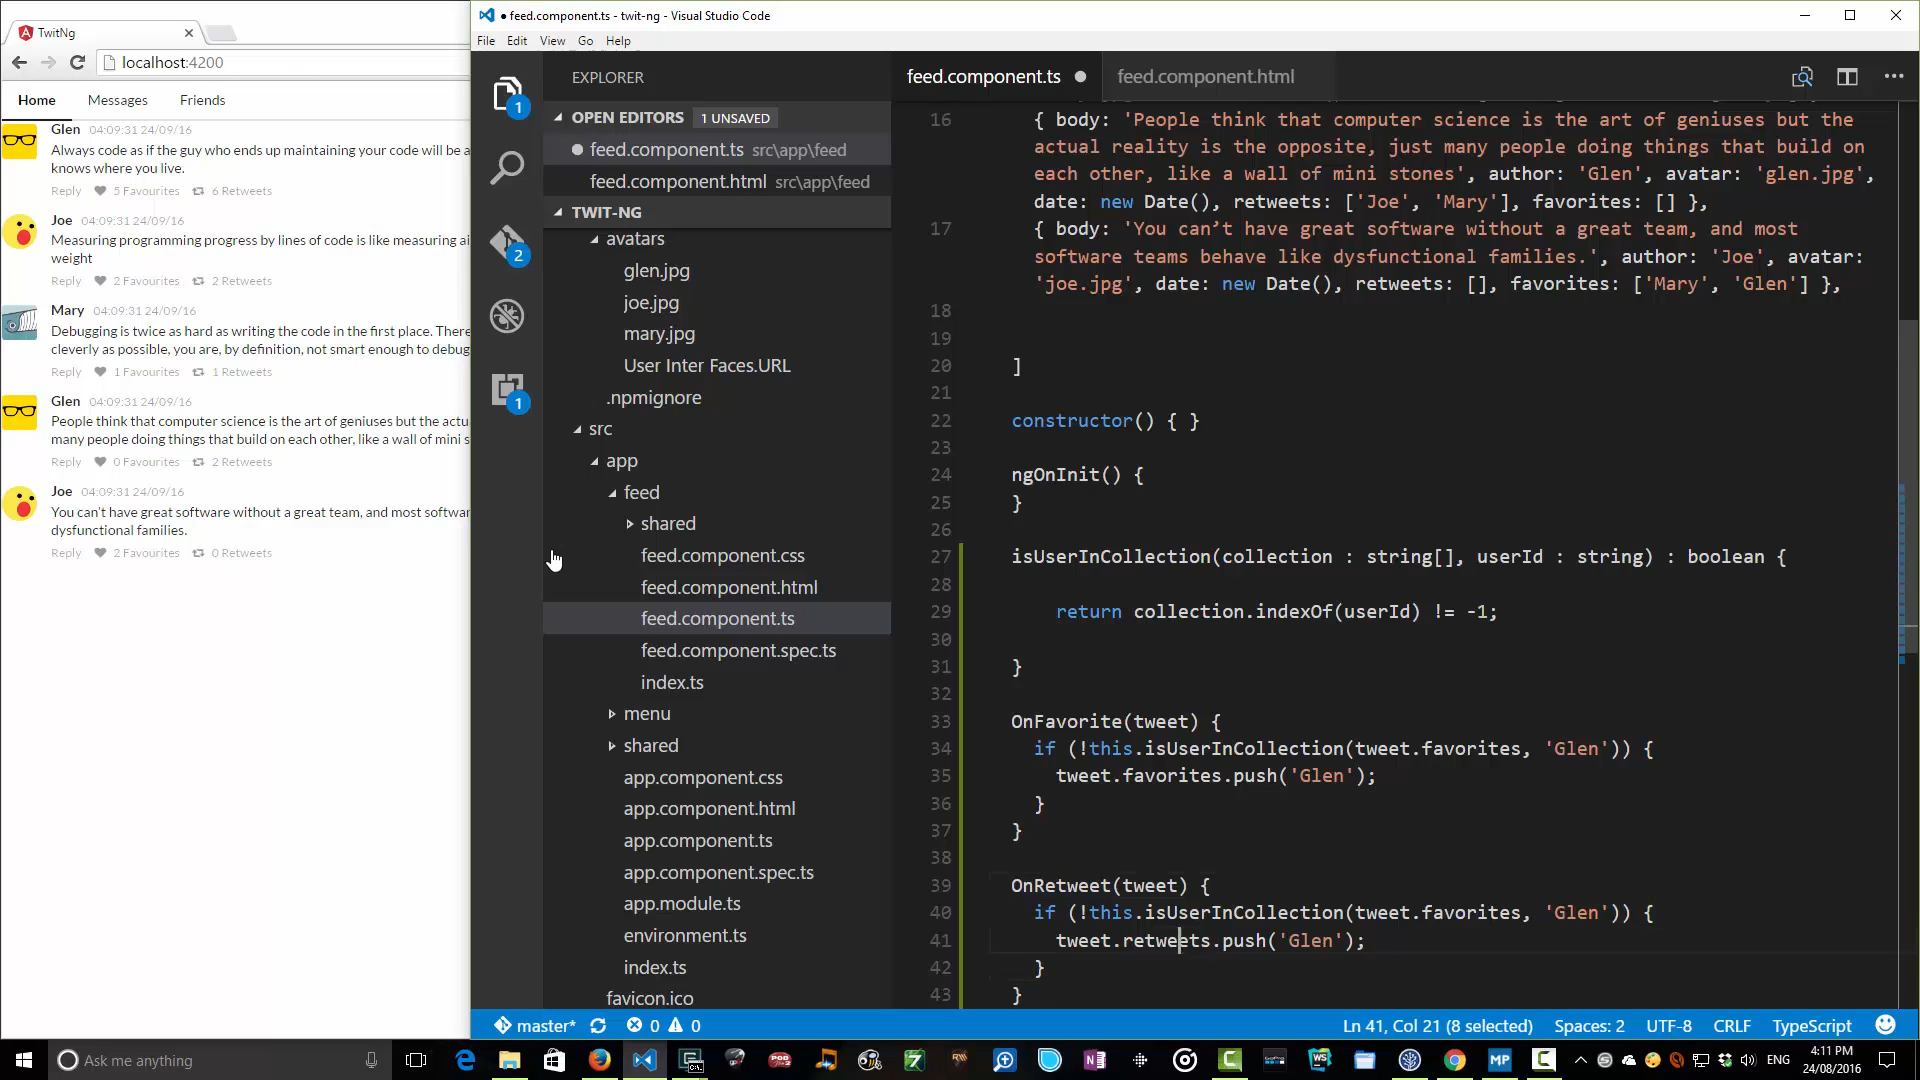 TwitNg
localhost:4200
Home Messages Friends
Glen 04:09:31 24/09/16
Always code as if the guy who ends up maintaining your code will be a
knows where you live.
Reply 5 Favourites 6 Retweets
Joe 04:09:31 24/09/16
Measuring programming progress by lines of code is like measuring ai
weight
Reply 2 Favourites 2 Retweets
Mary 04:09:31 24/09/16
Debugging is twice as hard as writing the code in the first place. There
cleverly as possible, you are, by definition, not smart enough to debug
Reply 1 Favourites 1 Retweets
Glen 04:09:31 24/09/16
People think that computer science is the art of geniuses but the actu
many people doing things that build on each other, like a wall of mini s
Reply 0 Favourites 2 Retweets
Joe 04:09:31 24/09/16
You can't have great software without a great team, and most softwar
dysfunctional families.
Reply 2 Favourites 0 Retweets
feed.component.ts - twit-ng - Visual Studio Code
File Edit View Go Help
1
2
1
EXPLORER
OPEN EDITORS 1 UNSAVED
feed.component.ts src\app\feed
feed.component.html src\app\feed
TWIT-NG
avatars
glen.jpg
joe.jpg
mary.jpg
User Inter Faces.URL
.npmignore
src
app
feed
shared
feed.component.css
feed.component.html
feed.component.ts
feed.component.spec.ts
index.ts
menu
shared
app.component.css
app.component.html
app.component.ts
app.component.spec.ts
app.module.ts
environment.ts
index.ts
favicon.ico
feed.component.ts feed.component.html
16 { body: 'People think that computer science is the art of geniuses but the
actual reality is the opposite, just many people doing things that build on
each other, like a wall of mini stones', author: 'Glen', avatar: 'glen.jpg',
date: new Date(), retweets: ['Joe', 'Mary'], favorites: [] },
17 { body: 'You can’t have great software without a great team, and most
software teams behave like dysfunctional families.', author: 'Joe', avatar:
'joe.jpg', date: new Date(), retweets: [], favorites: ['Mary', 'Glen'] },
18
19
20 ]
21
22 constructor() { }
23
24 ngOnInit() {
25 }
26
27 isUserInCollection(collection : string[], userId : string) : boolean {
28
29 return collection.indexOf(userId) != -1;
30
31 }
32
33 OnFavorite(tweet) {
34 if (!this.isUserInCollection(tweet.favorites, 'Glen')) {
35 tweet.favorites.push('Glen');
36 }
37 }
38
39 OnRetweet(tweet) {
40 if (!this.isUserInCollection(tweet.favorites, 'Glen')) {
41 tweet.retweets.push('Glen');
42 }
43 }
master* 0 0 Ln 41, Col 21 (8 selected) Spaces: 2 UTF-8 CRLF TypeScript
Ask me anything
ENG
4:11 PM
24/08/2016